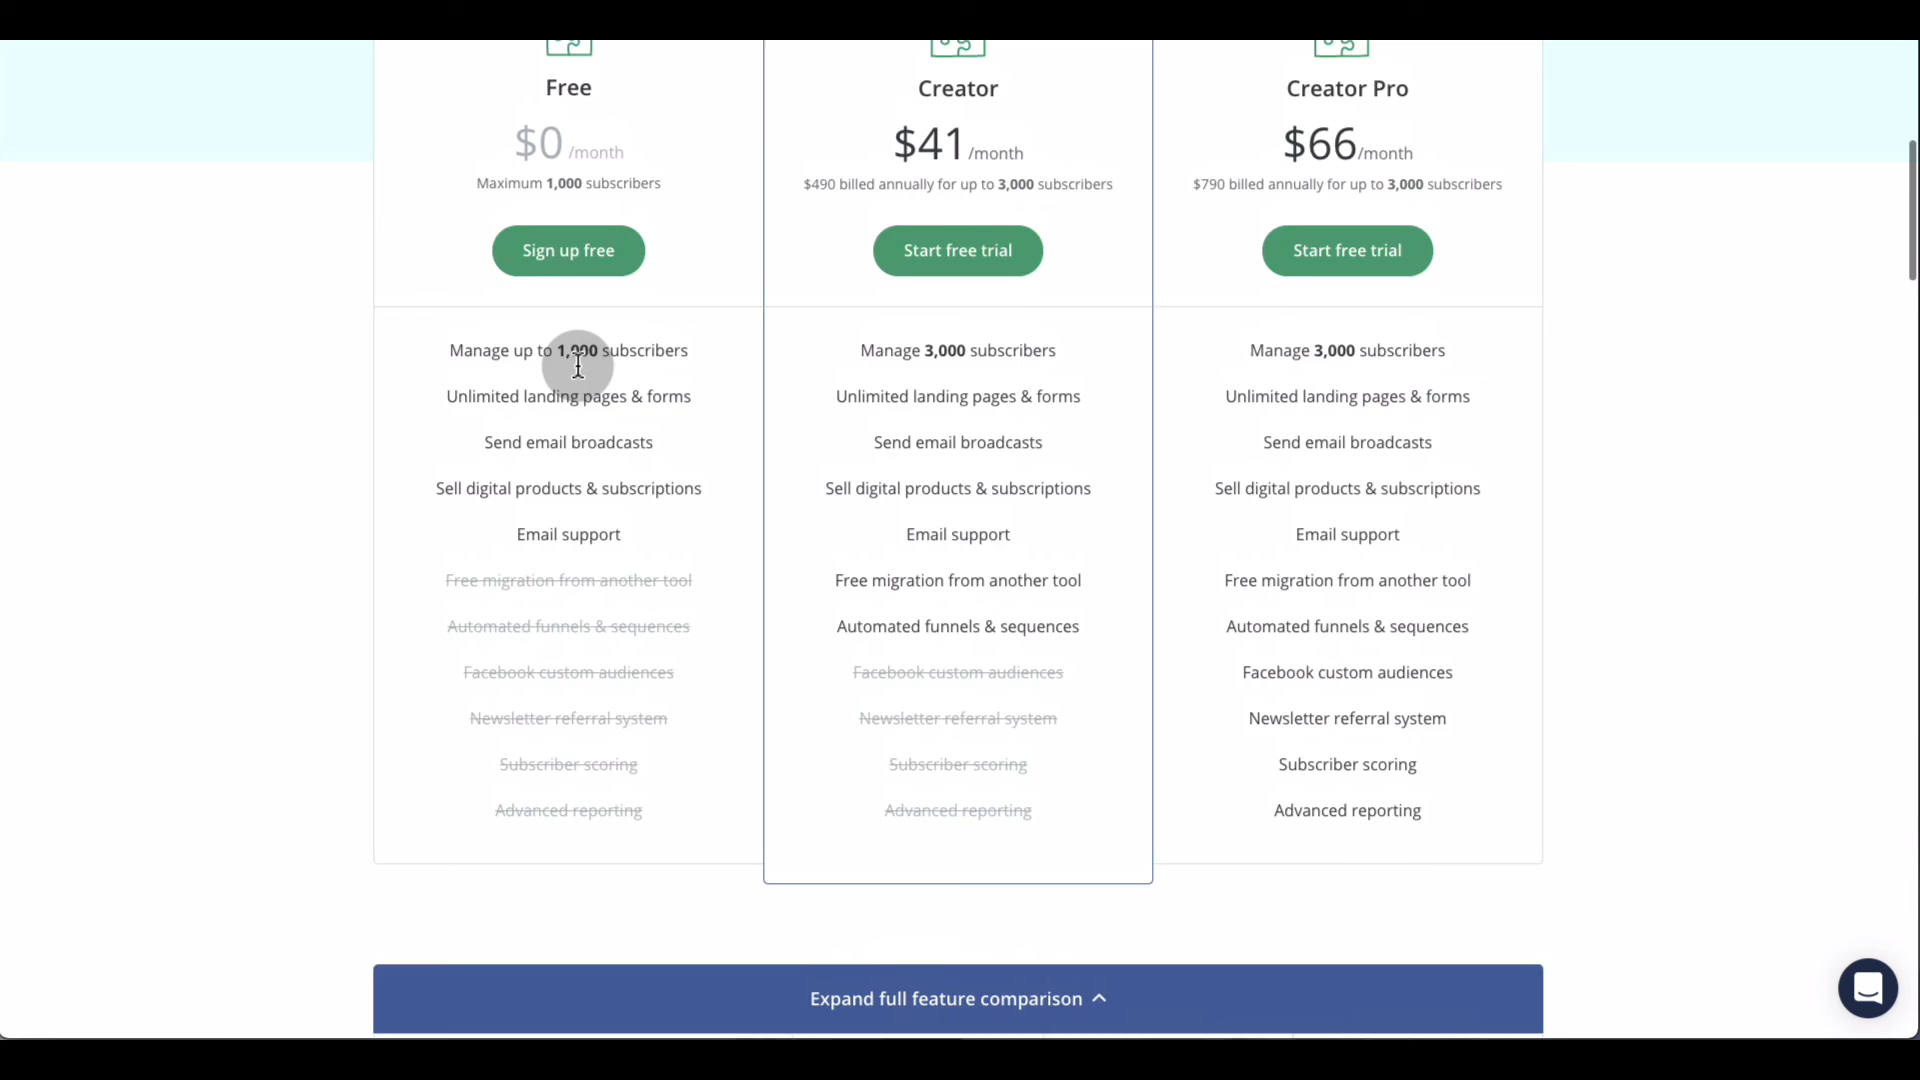 Free
$0 /month
Maximum 1,000 subscribers
Sign up free
Manage up to 1,000 subscribers
Unlimited landing pages & forms
Send email broadcasts
Sell digital products & subscriptions
Email support
Free migration from another tool
Automated funnels & sequences
Facebook custom audiences
Newsletter referral system
Subscriber scoring
Advanced reporting
Creator
$41 /month
$490 billed annually for up to 3,000 subscribers
Start free trial
Manage 3,000 subscribers
Unlimited landing pages & forms
Send email broadcasts
Sell digital products & subscriptions
Email support
Free migration from another tool
Automated funnels & sequences
Facebook custom audiences
Newsletter referral system
Subscriber scoring
Advanced reporting
Creator Pro
$66/month
$790 billed annually for up to 3,000 subscribers
Start free trial
Manage 3,000 subscribers
Unlimited landing pages & forms
Send email broadcasts
Sell digital products & subscriptions
Email support
Free migration from another tool
Automated funnels & sequences
Facebook custom audiences
Newsletter referral system
Subscriber scoring
Advanced reporting
Expand full feature comparison